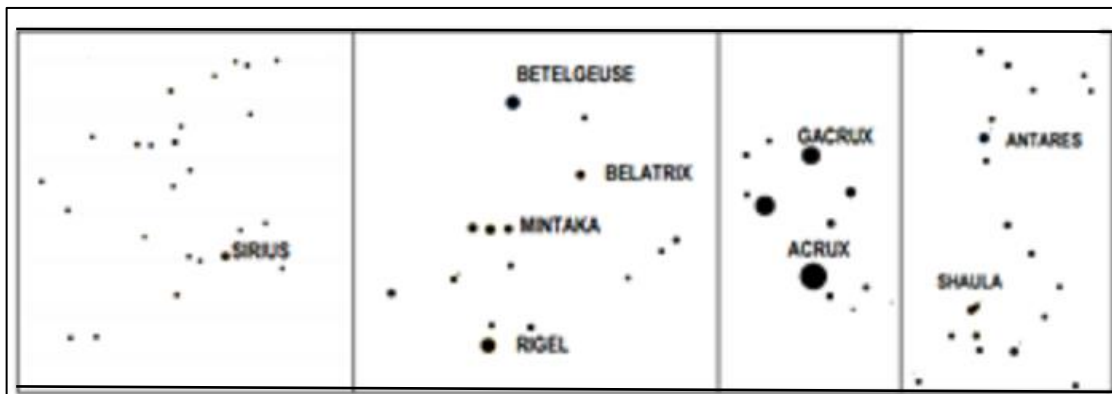 BETELGEUSE
GACRUX
ANTARES
BELATRIX
MINTAKA
SIRIUS
ACRUX
SHAULA
RIGEL